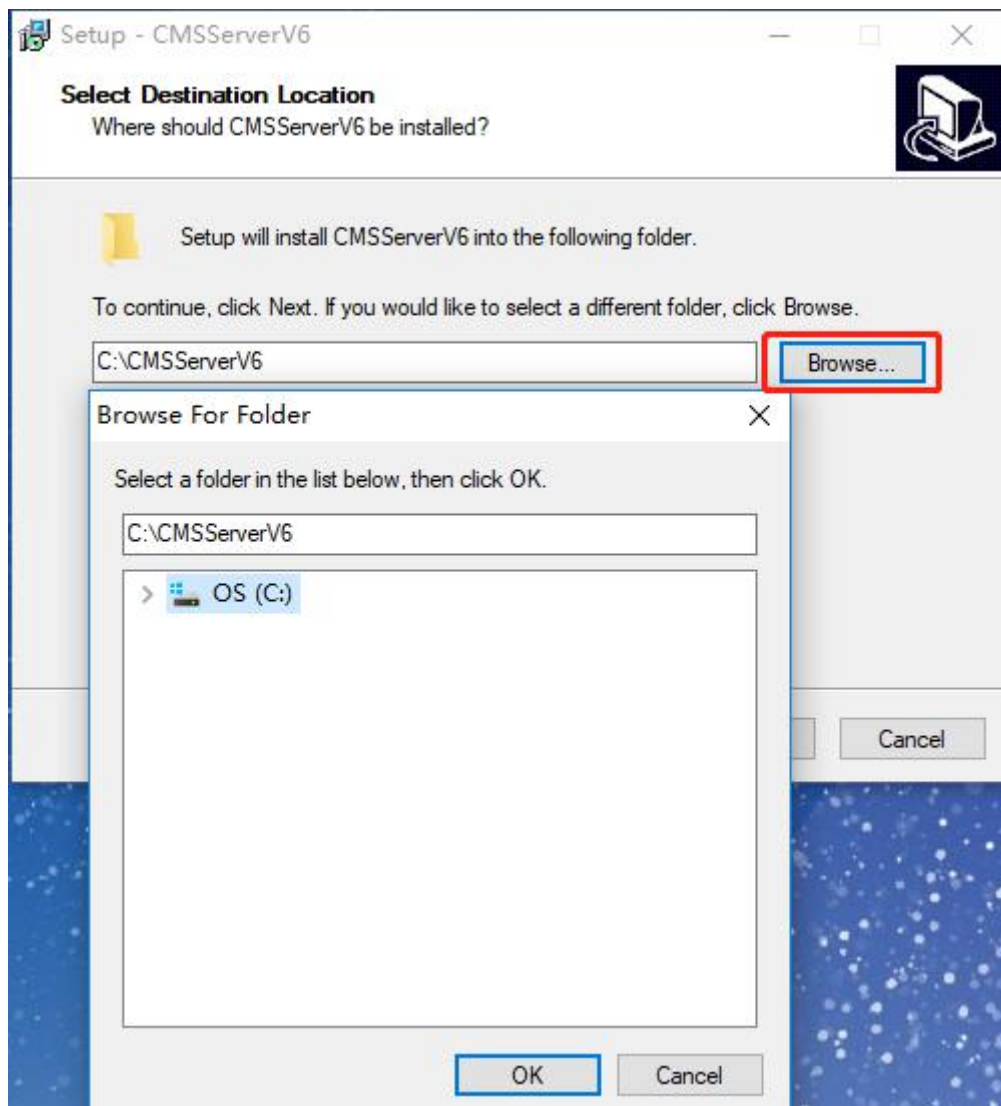 Setup - CMSServerV6
Select Destination Location
Where should CMSServerV6 be installed?
Setup will install CMSServerV6 into the following folder.
To continue, click Next. If you would like to select a different folder, click Browse.
C:\CMSServerV6
Browse...
Browse For Folder
Select a folder in the list below, then click OK.
C:\CMSServerV6
OS (C:)
Cancel
OK
Cancel